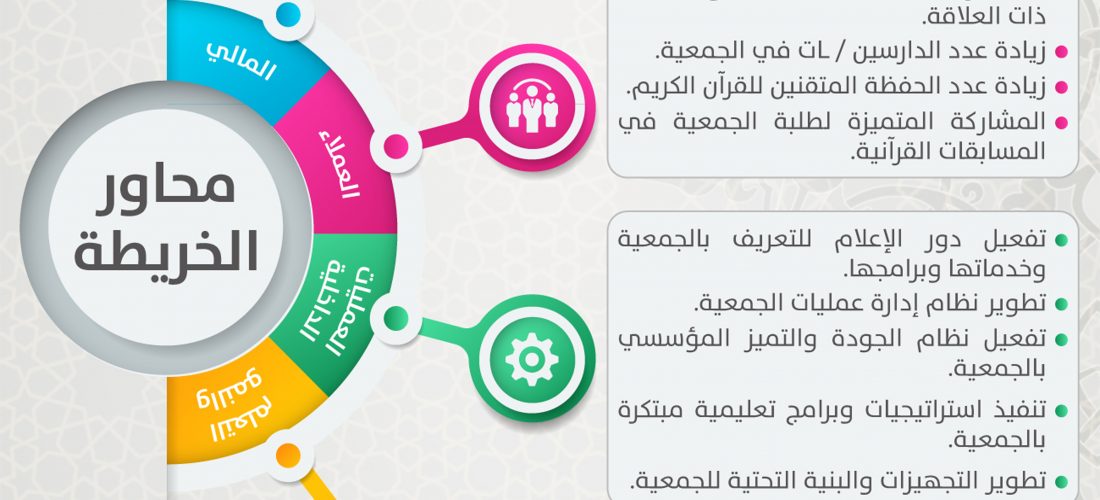 ذات العلاقة.
زيادة عدد الدارسين / ـات في الجمعية.
زيادة عدد الحفظة المتقنين للقرآن الكريم.
المشاركة المتميزة لطلبة الجمعية في
المسابقات القرآنية.
محاور
الخريطة
المالي
العملاء
العمليات
الداخلية
التعلم
والنمو
تفعيل دور الإعلام للتعريف بالجمعية
وخدماتها وبرامجها.
تطوير نظام إدارة عمليات الجمعية.
تفعيل نظام الجودة والتميز المؤسسي
بالجمعية.
تنفيذ استراتيجيات وبرامج تعليمية مبتكرة
بالجمعية.
تطوير التجهيزات والبنية التحتية للجمعية.